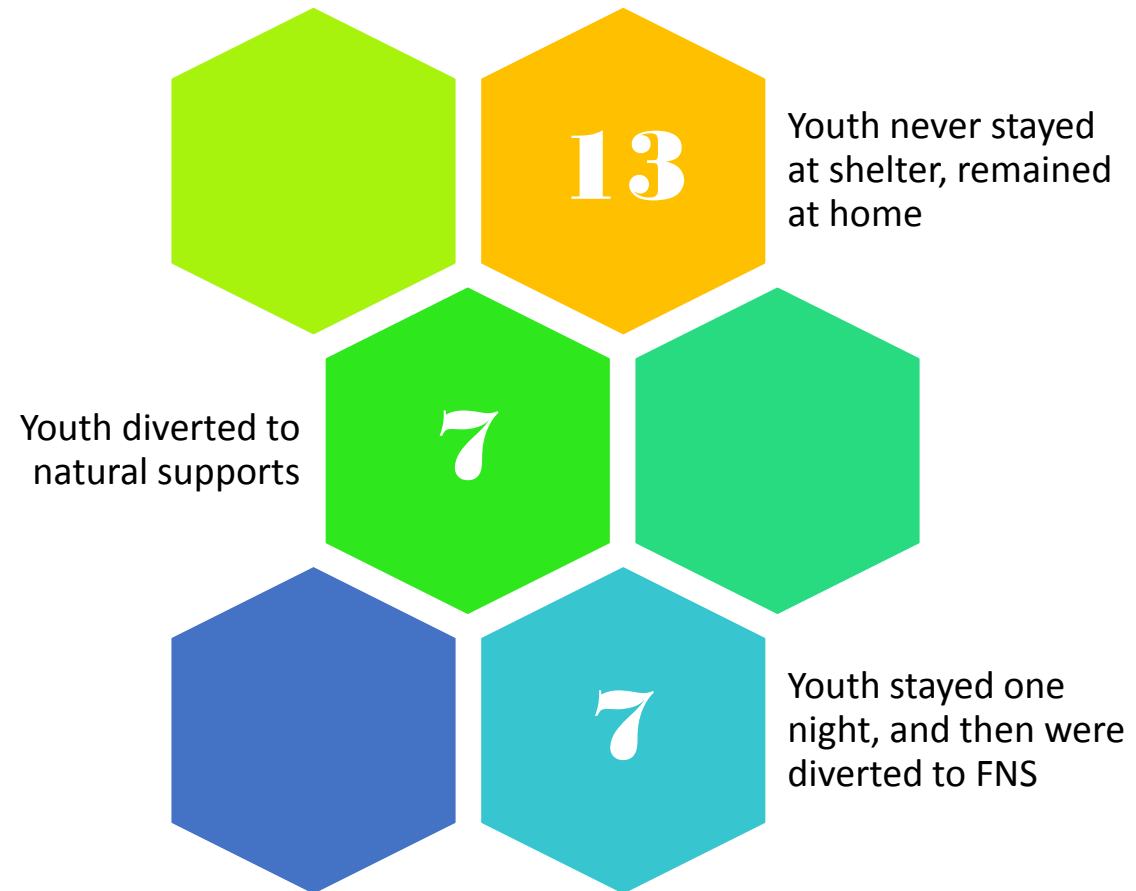 13
Youth never stayed
at shelter, remained
at home
Youth diverted to
natural supports
7
7
Youth stayed one
night, and then were
diverted to FNS